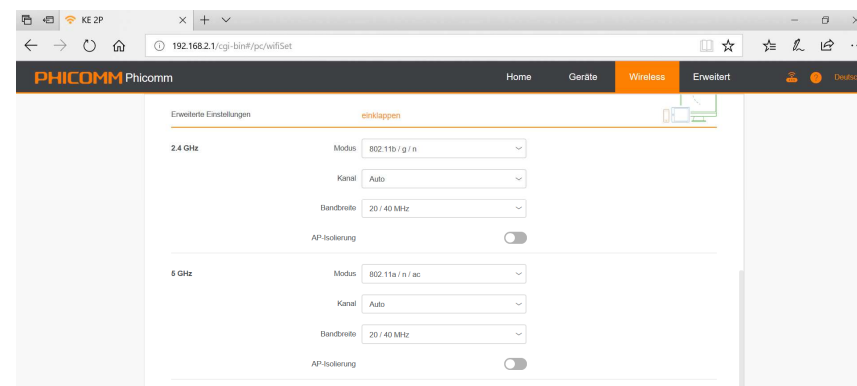 KE 2P
192.168.2.1/cgi-bin#/pc/wifiSet
PHICOMM Phicomm Home Geräte Wireless Erweitert
Erweiterte Einstellungen einklappen
2.4 GHz Modus 802.11b / g / n
Kanal Auto
Bandbreite 20 / 40 MHz
AP-Isolierung
5 GHz Modus 802.11a / n / ac
Kanal Auto
Bandbreite 20 / 40 MHz
AP-Isolierung